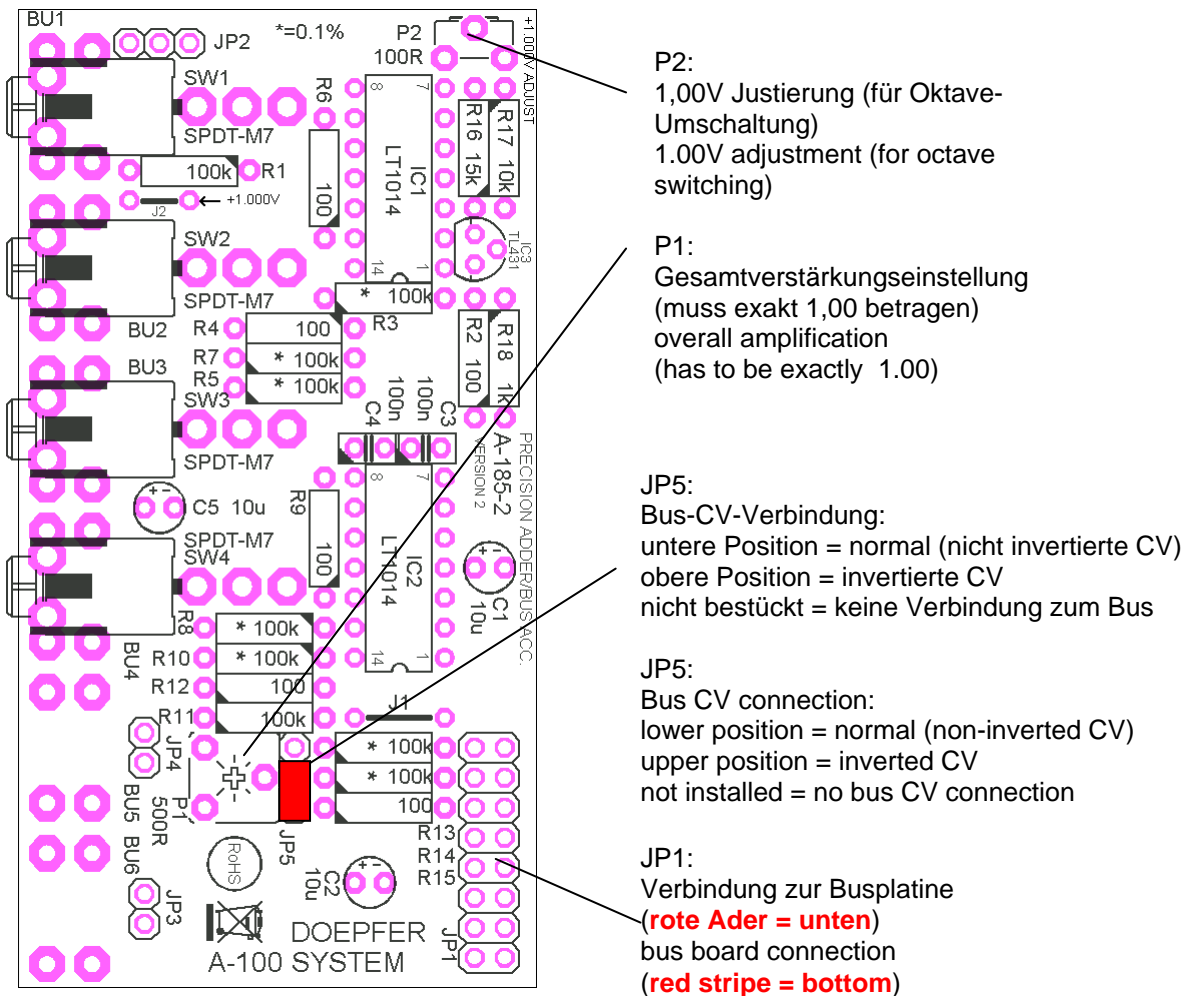 BU1
JP2
*=0.1%
P2
100R
+1.000V ADJUST
SW1
SPDT-M7
R6
100
8
7
IC1
LT1014
14
1
R16 15k
R17 10k
100k
R1
J2
+1.000V
SW2
SPDT-M7
IC3
TL431
BU2
* 100k
R3
R4
100
R7
* 100k
R5
* 100k
BU3
SW3
SPDT-M7
R2 100
R18 1k
C4
100n
100n
C3
A-185-2
VERSION 2
PRECISION ADDER/BUS ACC.
+-
C5 10u
SPDT-M7
SW4
R9
100
8
7
IC2
LT1014
14
1
+-
C1
10u
R8
* 100k
R10
* 100k
R12
100
R11
100k
BU4
J1
JP4
P1
500R
BU5
BU6
JP5
* 100k
* 100k
100
R13
R14
R15
RoHS
+-
C2
10u
JP3
JP1
DOEPFER
A-100 SYSTEM
P2:
1,00V Justierung (für Oktave-
Umschaltung)
1.00V adjustment (for octave
switching)
P1:
Gesamtverstärkungseinstellung
(muss exakt 1,00 betragen)
overall amplification
(has to be exactly 1.00)
JP5:
Bus-CV-Verbindung:
untere Position = normal (nicht invertierte CV)
obere Position = invertierte CV
nicht bestückt = keine Verbindung zum Bus
JP5:
Bus CV connection:
lower position = normal (non-inverted CV)
upper position = inverted CV
not installed = no bus CV connection
JP1:
Verbindung zur Busplatine
(rote Ader = unten)
bus board connection
(red stripe = bottom)